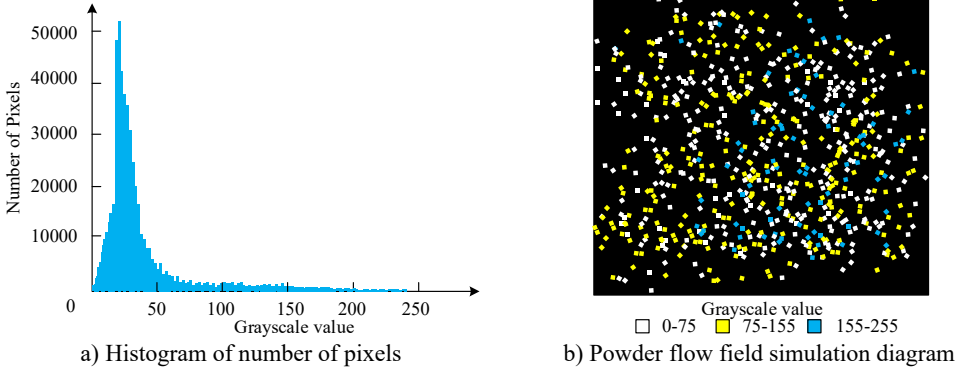 50000
40000
30000
20000
10000
0
50
100
150
200
250
Number of Pixels
Grayscale value
a) Histogram of number of pixels
Grayscale value
0-75 75-155 155-255
b) Powder flow field simulation diagram